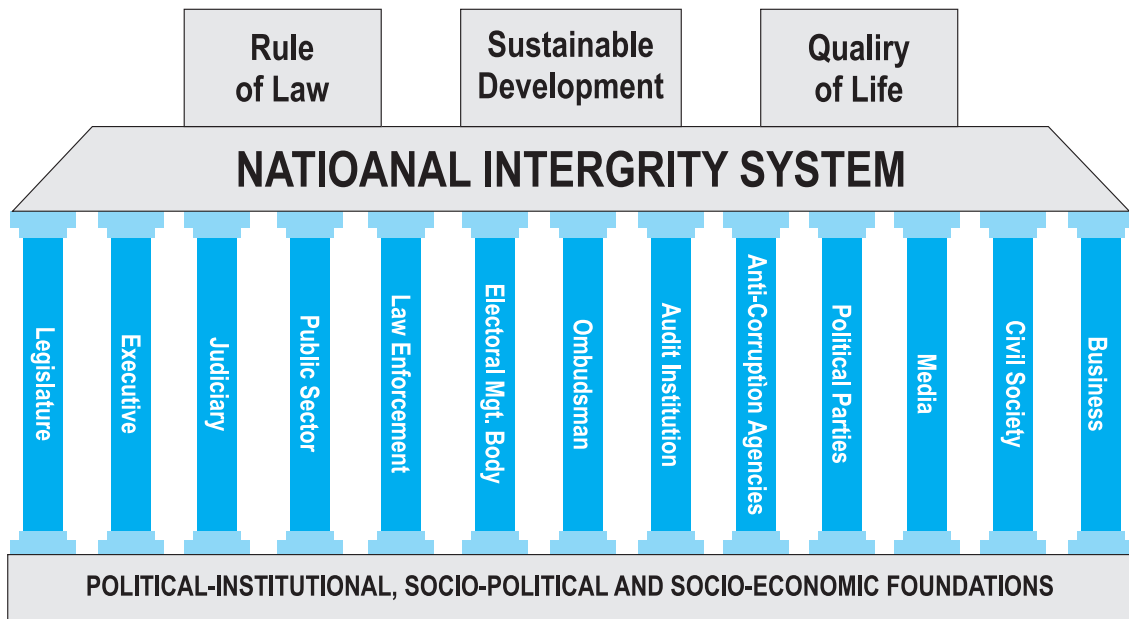 Rule
of Law
Sustainable
Development
Qualiry
of Life
NATIOANAL INTERGRITY SYSTEM
Legislature
Executive
Judiciary
Public Sector
Law Enforcement
Electoral Mgt. Body
Ombudsman
Audit Institution
Anti-Corruption Agencies
Political Parties
Media
Civil Society
Business
POLITICAL-INSTITUTIONAL, SOCIO-POLITICAL AND SOCIO-ECONOMIC FOUNDATIONS